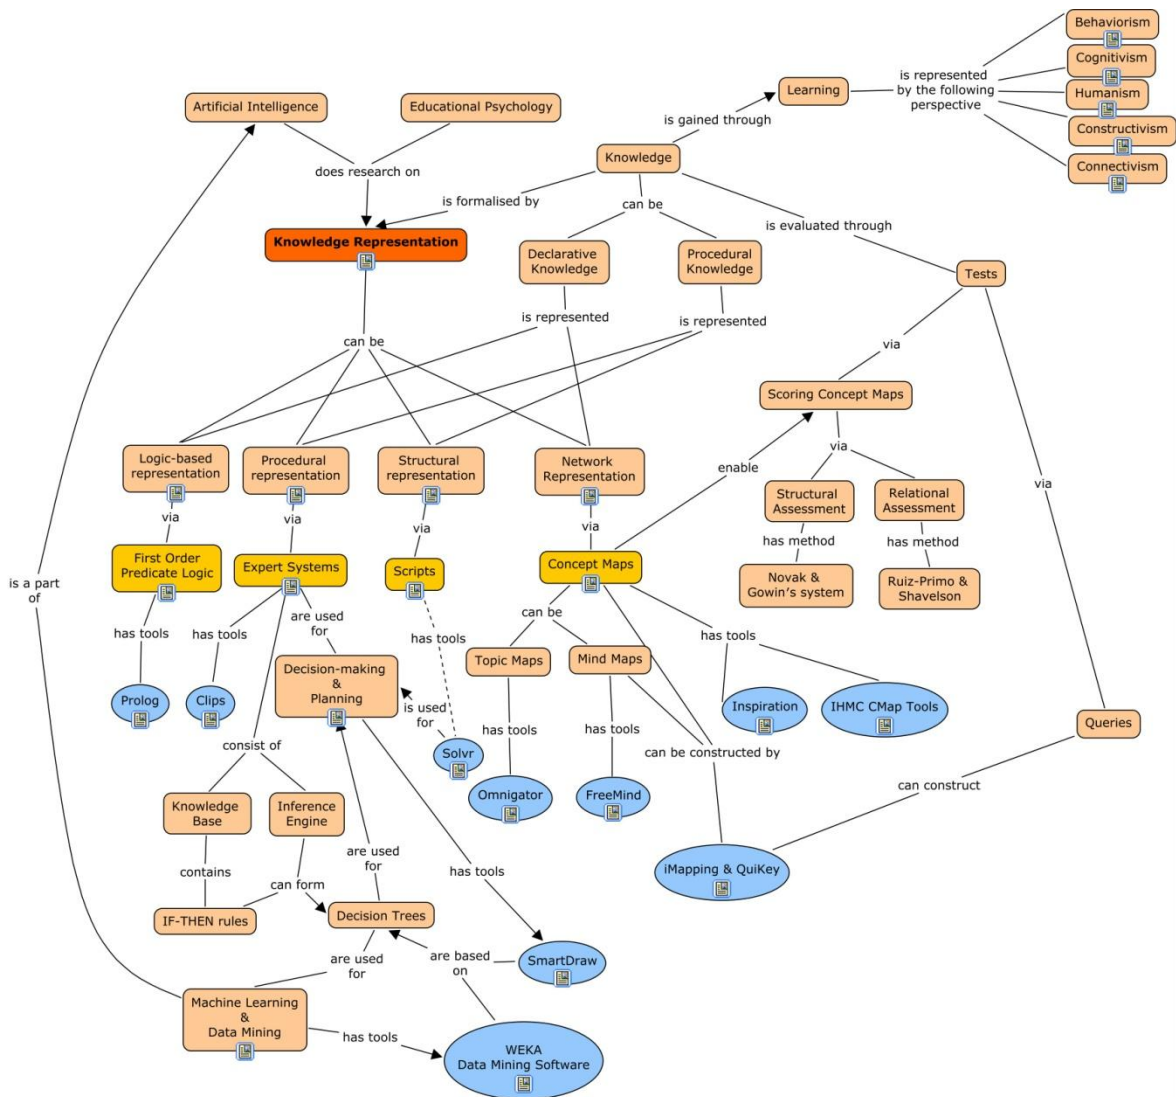 Behaviorism
Cognitivism
is represented
by the following
perspective
Learning
Humanism
Artificial Intelligence
Educational Psychology
is gained through
Constructivism
Knowledge
Connectivism
does research on
is formalised by
can be
is evaluated through
Knowledge Representation
Declarative
Knowledge
Procedural
Knowledge
Tests
is represented
is represented
can be
via
Scoring Concept Maps
Logic-based
representation
Procedural
representation
Structural
representation
Network
Representation
enable
via
Structural
Assessment
Relational
Assessment
via
via
via
via
via
has method
has method
First Order
Predicate Logic
Expert Systems
Scripts
Concept Maps
Novak &
Gowin's system
Ruiz-Primo &
Shavelson
is a part
of
has tools
has tools
are used
for
has tools
can be
has tools
Topic Maps
Mind Maps
Decision-making
&
Planning
Prolog
Clips
is used
for
Inspiration
IHMC CMap Tools
Queries
consist of
Solvr
has tools
has tools
can be constructed by
can construct
Omnigator
FreeMind
Knowledge
Base
Inference
Engine
are used
for
has tools
iMapping & QuiKey
contains
can form
IF-THEN rules
Decision Trees
are used
for
are based
on
SmartDraw
Machine Learning
&
Data Mining
has tools
WEKA
Data Mining Software